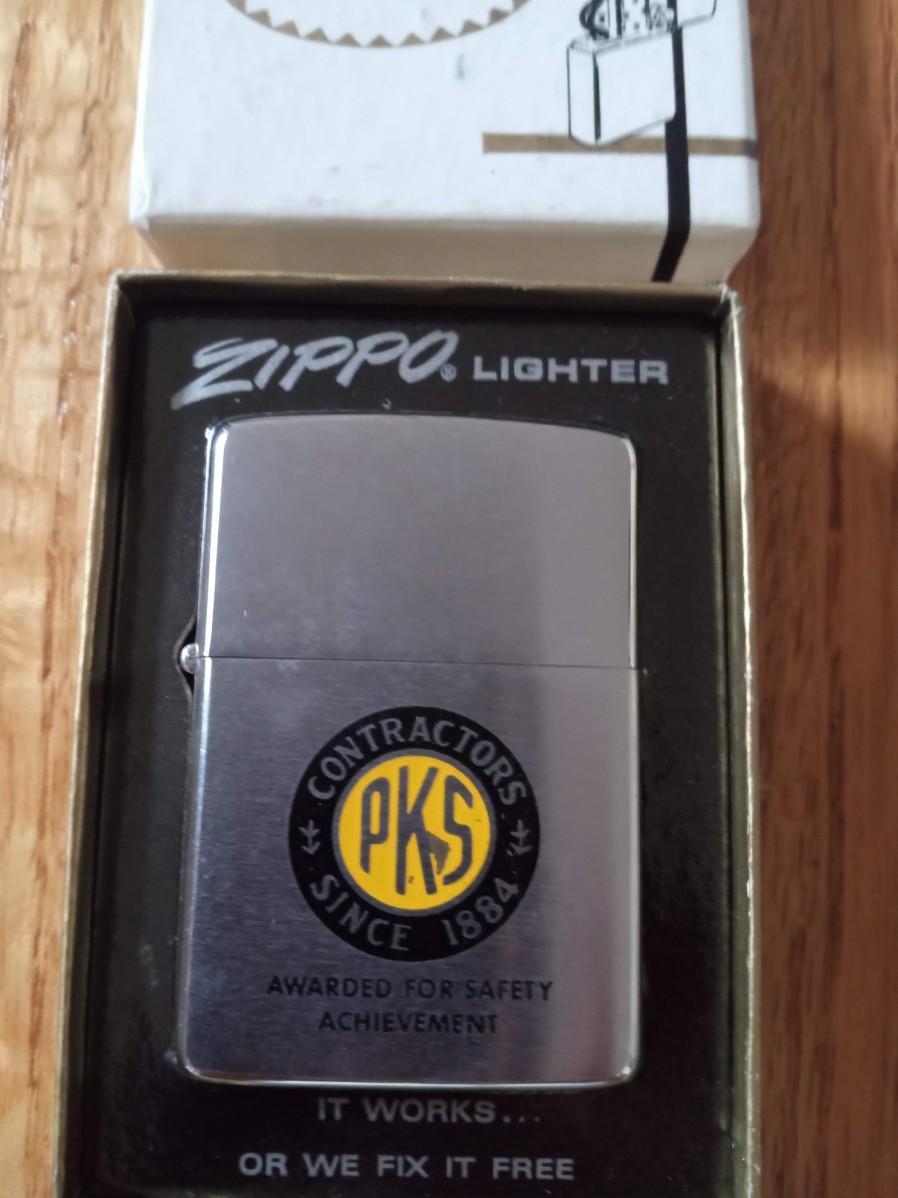 ZIPPO® LIGHTER
CONTRACTORS
PKS
SINCE 1884
AWARDED FOR SAFETY
ACHIEVEMENT
IT WORKS...
OR WE FIX IT FREE